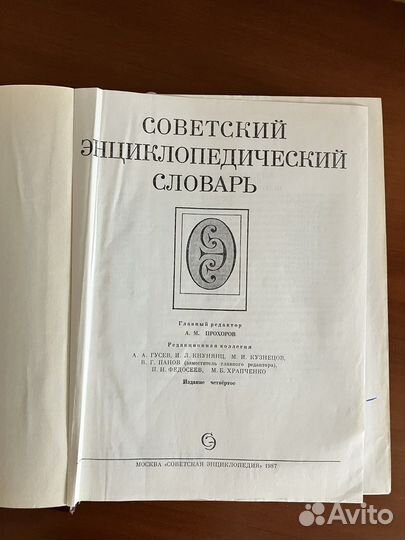 СОВЕТСКИЙ
ЭНЦИКЛОПЕДИЧЕСКИЙ
СЛОВАРЬ
Главный редактор
А. М. ПРОХОРОВ
Редакционная коллегия
А. А. ГУСЕВ, И. Л. КНУНЯНЦ, М. И. КУЗНЕЦОВ,
В. Г. ПАНОВ (заместитель главного редактора),
П. Н. ФЕДОСЕЕВ, М. Б. ХРАПЧЕНКО
Издание четвёртое
МОСКВА «СОВЕТСКАЯ ЭНЦИКЛОПЕДИЯ» 1987
Avito